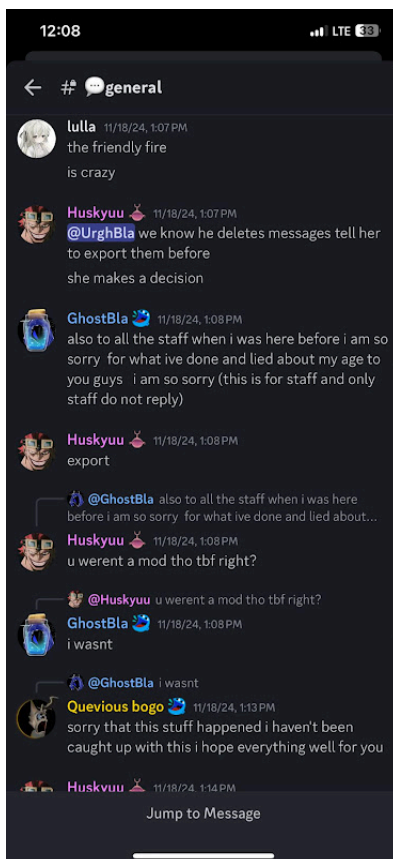 12:08
LTE 33
# general
lulla 11/18/24, 1:07 PM
the friendly fire
is crazy
Huskyuu 11/18/24, 1:07 PM
@UrghBla we know he deletes messages tell her
to export them before
she makes a decision
GhostBla 11/18/24, 1:08 PM
also to all the staff when i was here before i am so
sorry for what ive done and lied about my age to
you guys i am so sorry (this is for staff and only
staff do not reply)
Huskyuu 11/18/24, 1:08 PM
export
@GhostBla also to all the staff when i was here
before i am so sorry for what ive done and lied about...
Huskyuu 11/18/24, 1:08 PM
u werent a mod tho tbf right?
@Huskyuu u werent a mod tho tbf right?
GhostBla 11/18/24, 1:08 PM
i wasnt
@GhostBla i wasnt
Quevious bogo 11/18/24, 1:13 PM
sorry that this stuff happened i haven't been
caught up with this i hope everything well for you
Huskyuu 11/18/24, 1:14 PM
Jump to Message